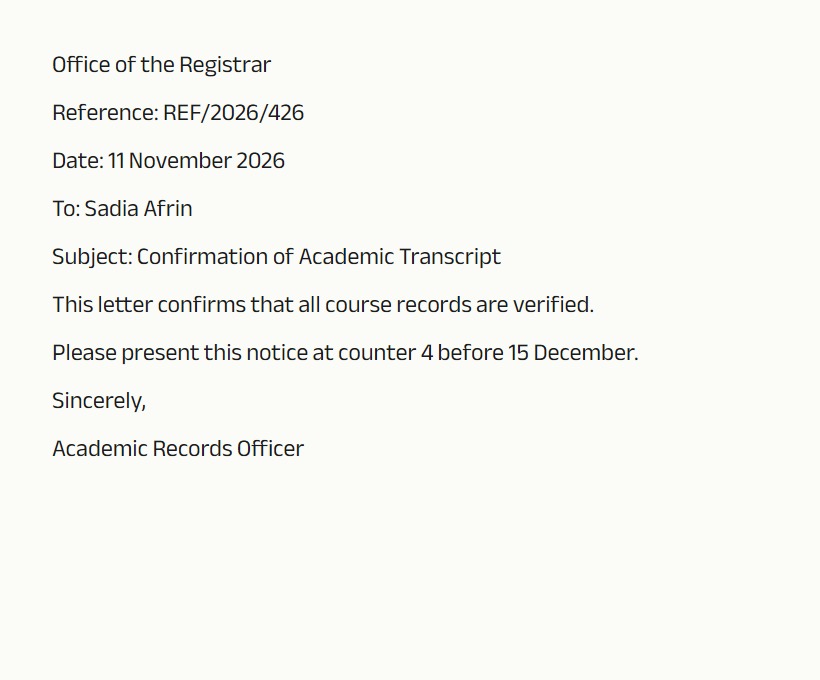 Office of the Registrar
Reference: REF/2026/426
Date: 11 November 2026
To: Sadia Afrin
Subject: Confirmation of Academic Transcript
This letter confirms that all course records are verified.
Please present this notice at counter 4 before 15 December.
Sincerely,
Academic Records Officer